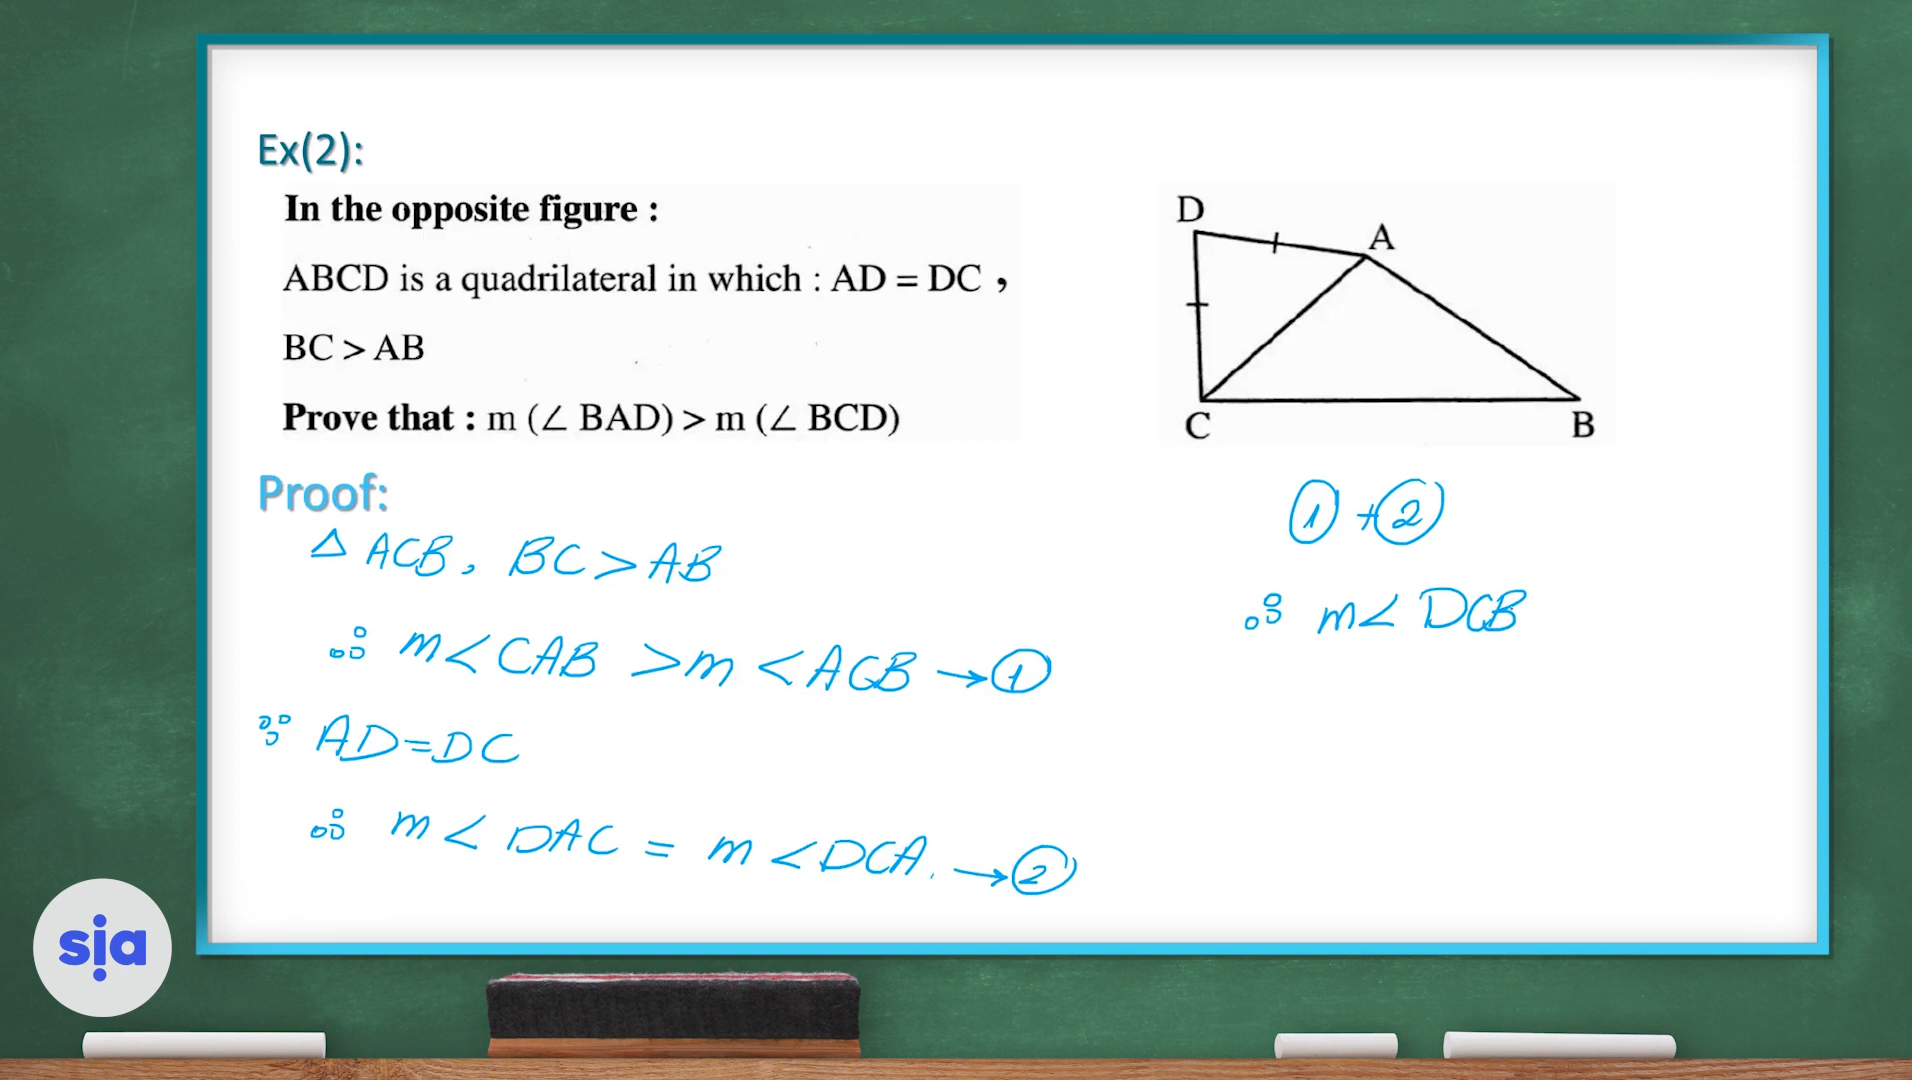 Ex(2):
In the opposite figure :
ABCD is a quadrilateral in which : AD = DC ,
BC > AB
Prove that : m (∠ BAD) > m (∠ BCD)
D
A
C
B
Proof:
△ ACB, BC > AB
∴ m< CAB > m < ACB → ①
∵ AD = DC
∴ m < DAC = m < DCA. → ②
① + ②
∴ m< DCB
sia